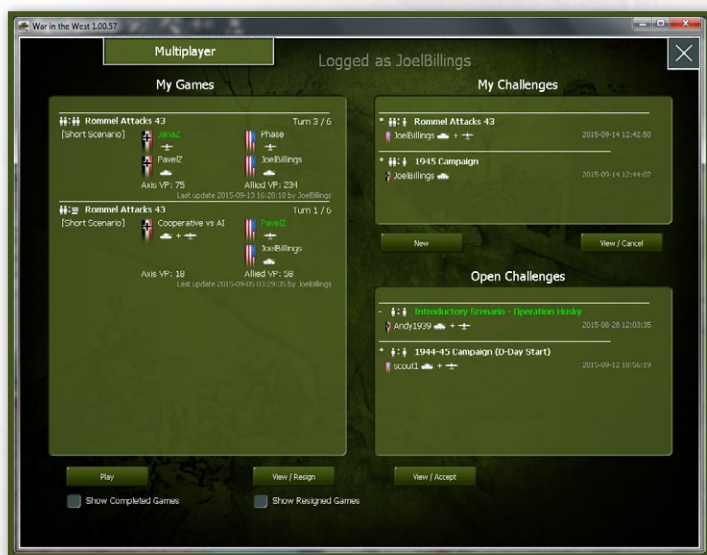 War in the West 1.00.57
Multiplayer
Logged as JoelBillings
My Games
Rommel Attacks 43 Turn 3 / 6
[Short Scenario] JanaZ Phase
PavelZ JoelBillings
Axis VP: 75 Allied VP: 234
Last update 2015-09-13 16:28:18 by JoelBillings
Rommel Attacks 43 Turn 1 / 6
[Short Scenario] Cooperative vs AI PavelZ
+ JoelBillings
Axis VP: 18 Allied VP: 58
Last update 2015-09-05 03:29:35 by JoelBillings
Play
View / Resign
Show Completed Games
Show Resigned Games
My Challenges
* Rommel Attacks 43
JoelBillings + 2015-09-14 12:42:50
* 1945 Campaign
JoelBillings 2015-09-14 12:44:07
New
View / Cancel
Open Challenges
- Introductory Scenario - Operation Husky
Andy1939 + 2015-08-28 12:03:35
* 1944-45 Campaign (D-Day Start)
scout1 + 2015-09-12 18:56:19
View / Accept